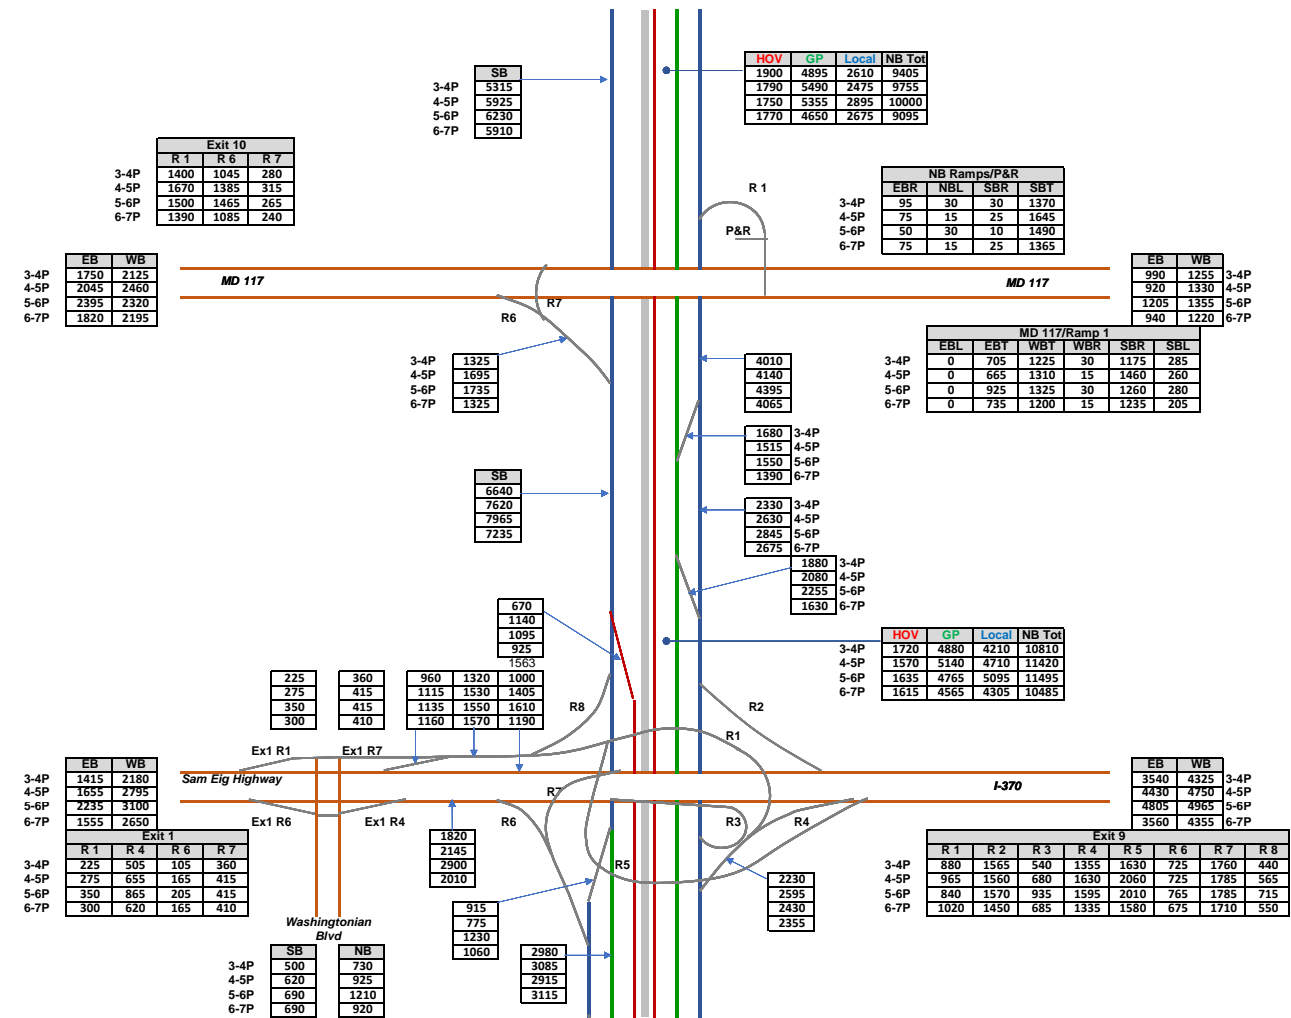 HOV GP Local NB Tot
1900 4895 2610 9405
1790 5490 2475 9755
1750 5355 2895 10000
1770 4650 2675 9095
SB
3-4P 5315
4-5P 5925
5-6P 6230
6-7P 5910
Exit 10
R 1 R 6 R 7
3-4P 1400 1045 280
4-5P 1670 1385 315
5-6P 1500 1465 265
6-7P 1390 1085 240
NB Ramps/P&R
EBR NBL SBR SBT
3-4P 95 30 30 1370
4-5P 75 15 25 1645
5-6P 50 30 10 1490
6-7P 75 15 25 1365
R 1
P&R
EB WB
3-4P 1750 2125
4-5P 2045 2460
5-6P 2395 2320
6-7P 1820 2195
MD 117
MD 117
EB WB
990 1255 3-4P
920 1330 4-5P
1205 1355 5-6P
940 1220 6-7P
R7
R6
MD 117/Ramp 1
EBL EBT WBT WBR SBR SBL
3-4P 0 705 1225 30 1175 285
4-5P 0 665 1310 15 1460 260
5-6P 0 925 1325 30 1260 280
6-7P 0 735 1200 15 1235 205
3-4P 1325
4-5P 1695
5-6P 1735
6-7P 1325
4010
4140
4395
4065
1680 3-4P
1515 4-5P
1550 5-6P
1390 6-7P
SB
6640
7620
7965
7235
2330 3-4P
2630 4-5P
2845 5-6P
2675 6-7P
1880 3-4P
2080 4-5P
2255 5-6P
1630 6-7P
670
1140
1095
925
1563
HOV GP Local NB Tot
3-4P 1720 4880 4210 10810
4-5P 1570 5140 4710 11420
5-6P 1635 4765 5095 11495
6-7P 1615 4565 4305 10485
225 360 960 1320 1000
275 415 1115 1530 1405
350 415 1135 1550 1610
300 410 1160 1570 1190
R8
R2
R1
Ex1 R1
Ex1 R7
EB WB
3-4P 1415 2180
4-5P 1655 2795
5-6P 2235 3100
6-7P 1555 2650
Sam Eig Highway
I-370
EB WB
3540 4325 3-4P
4430 4750 4-5P
4805 4965 5-6P
3560 4355 6-7P
R7
Ex1 R6
Ex1 R4
R6
R3
R4
R5
Exit 1
R 1 R 4 R 6 R 7
3-4P 225 505 105 360
4-5P 275 655 165 415
5-6P 350 865 205 415
6-7P 300 620 165 410
1820
2145
2900
2010
Exit 9
R 1 R 2 R 3 R 4 R 5 R 6 R 7 R 8
3-4P 880 1565 540 1355 1630 725 1760 440
4-5P 965 1560 680 1630 2060 725 1785 565
5-6P 840 1570 935 1595 2010 765 1785 715
6-7P 1020 1450 685 1335 1580 675 1710 550
2230
2595
2430
2355
915
775
1230
1060
Washingtonian
Blvd
SB NB
3-4P 500 730
4-5P 620 925
5-6P 690 1210
6-7P 690 920
2980
3085
2915
3115